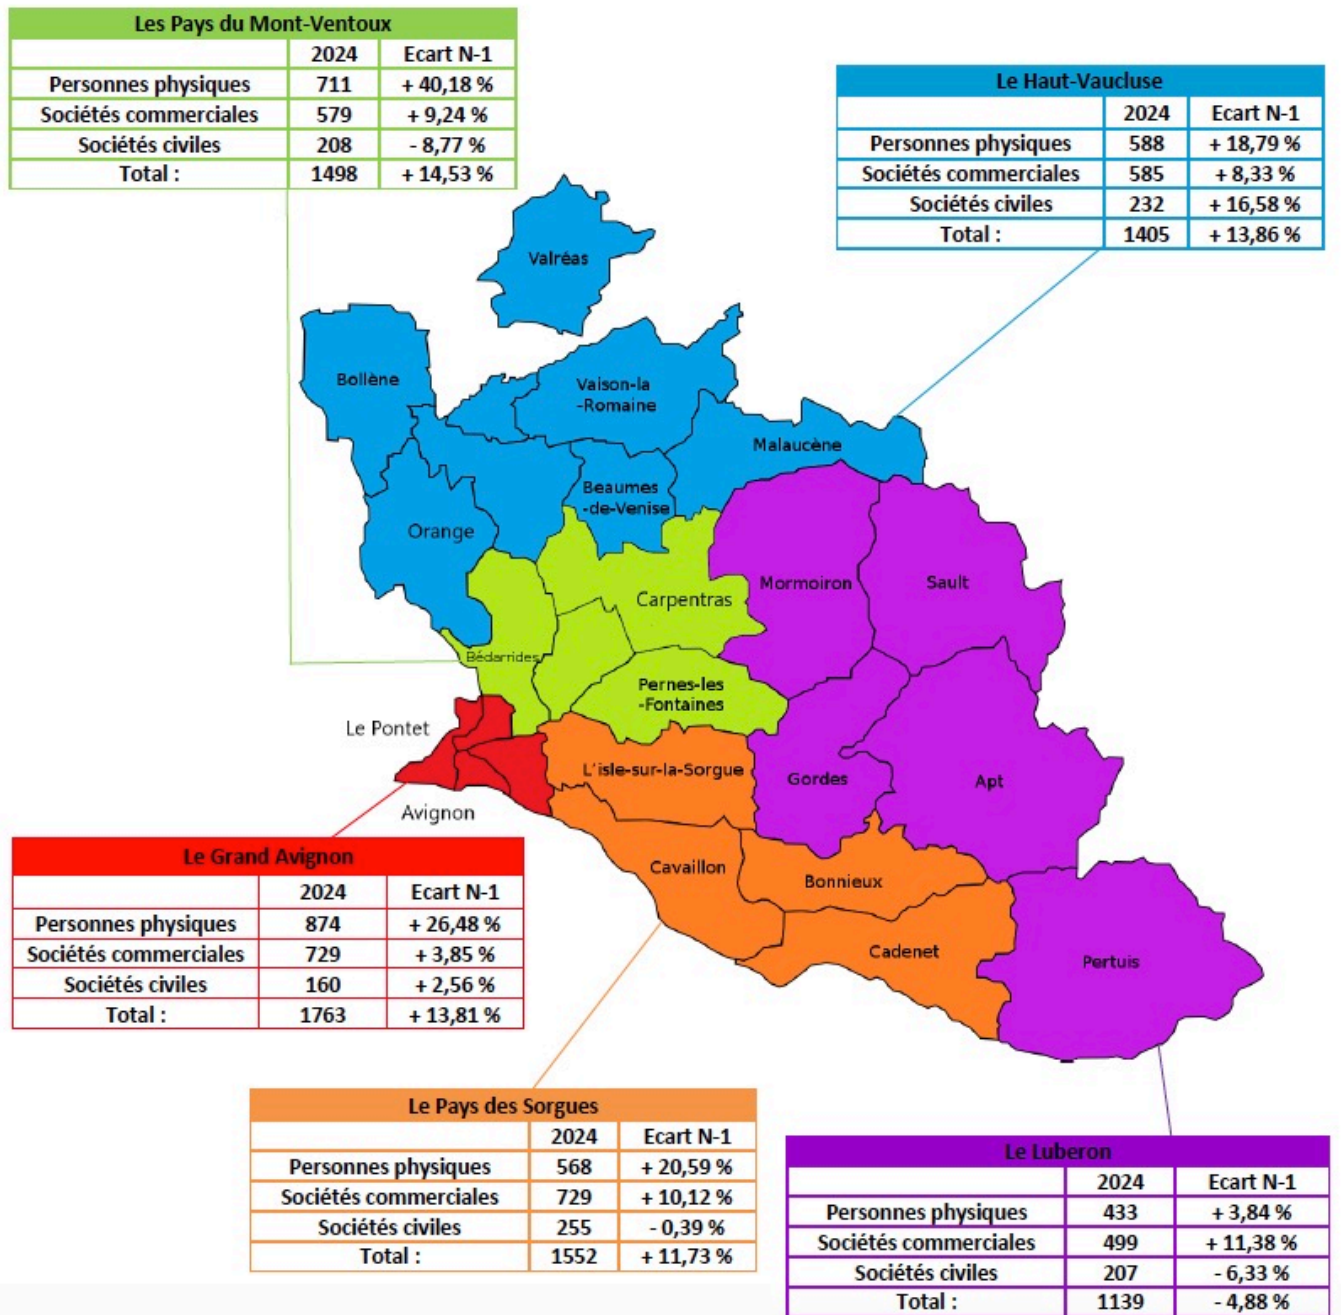 Les Pays du Mont-Ventoux
2024 Ecart N-1
Personnes physiques 711 + 40,18 %
Sociétés commerciales 579 + 9,24 %
Sociétés civiles 208 - 8,77 %
Total : 1498 + 14,53 %
Le Haut-Vaucluse
2024 Ecart N-1
Personnes physiques 588 + 18,79 %
Sociétés commerciales 585 + 8,33 %
Sociétés civiles 232 + 16,58 %
Total : 1405 + 13,86 %
Valréas
Bollène
Vaison-la
-Romaine
Malaucène
Beaumes
-de-Venise
Orange
Mormoiron
Sault
Carpentras
Bédarrides
Pernes-les
-Fontaines
Le Pontet
L'isle-sur-la-Sorgue
Gordes
Apt
Avignon
Cavaillon
Bonnieux
Cadenet
Pertuis
Le Grand Avignon
2024 Ecart N-1
Personnes physiques 874 + 26,48 %
Sociétés commerciales 729 + 3,85 %
Sociétés civiles 160 + 2,56 %
Total : 1763 + 13,81 %
Le Pays des Sorgues
2024 Ecart N-1
Personnes physiques 568 + 20,59 %
Sociétés commerciales 729 + 10,12 %
Sociétés civiles 255 - 0,39 %
Total : 1552 + 11,73 %
Le Luberon
2024 Ecart N-1
Personnes physiques 433 + 3,84 %
Sociétés commerciales 499 + 11,38 %
Sociétés civiles 207 - 6,33 %
Total : 1139 - 4,88 %